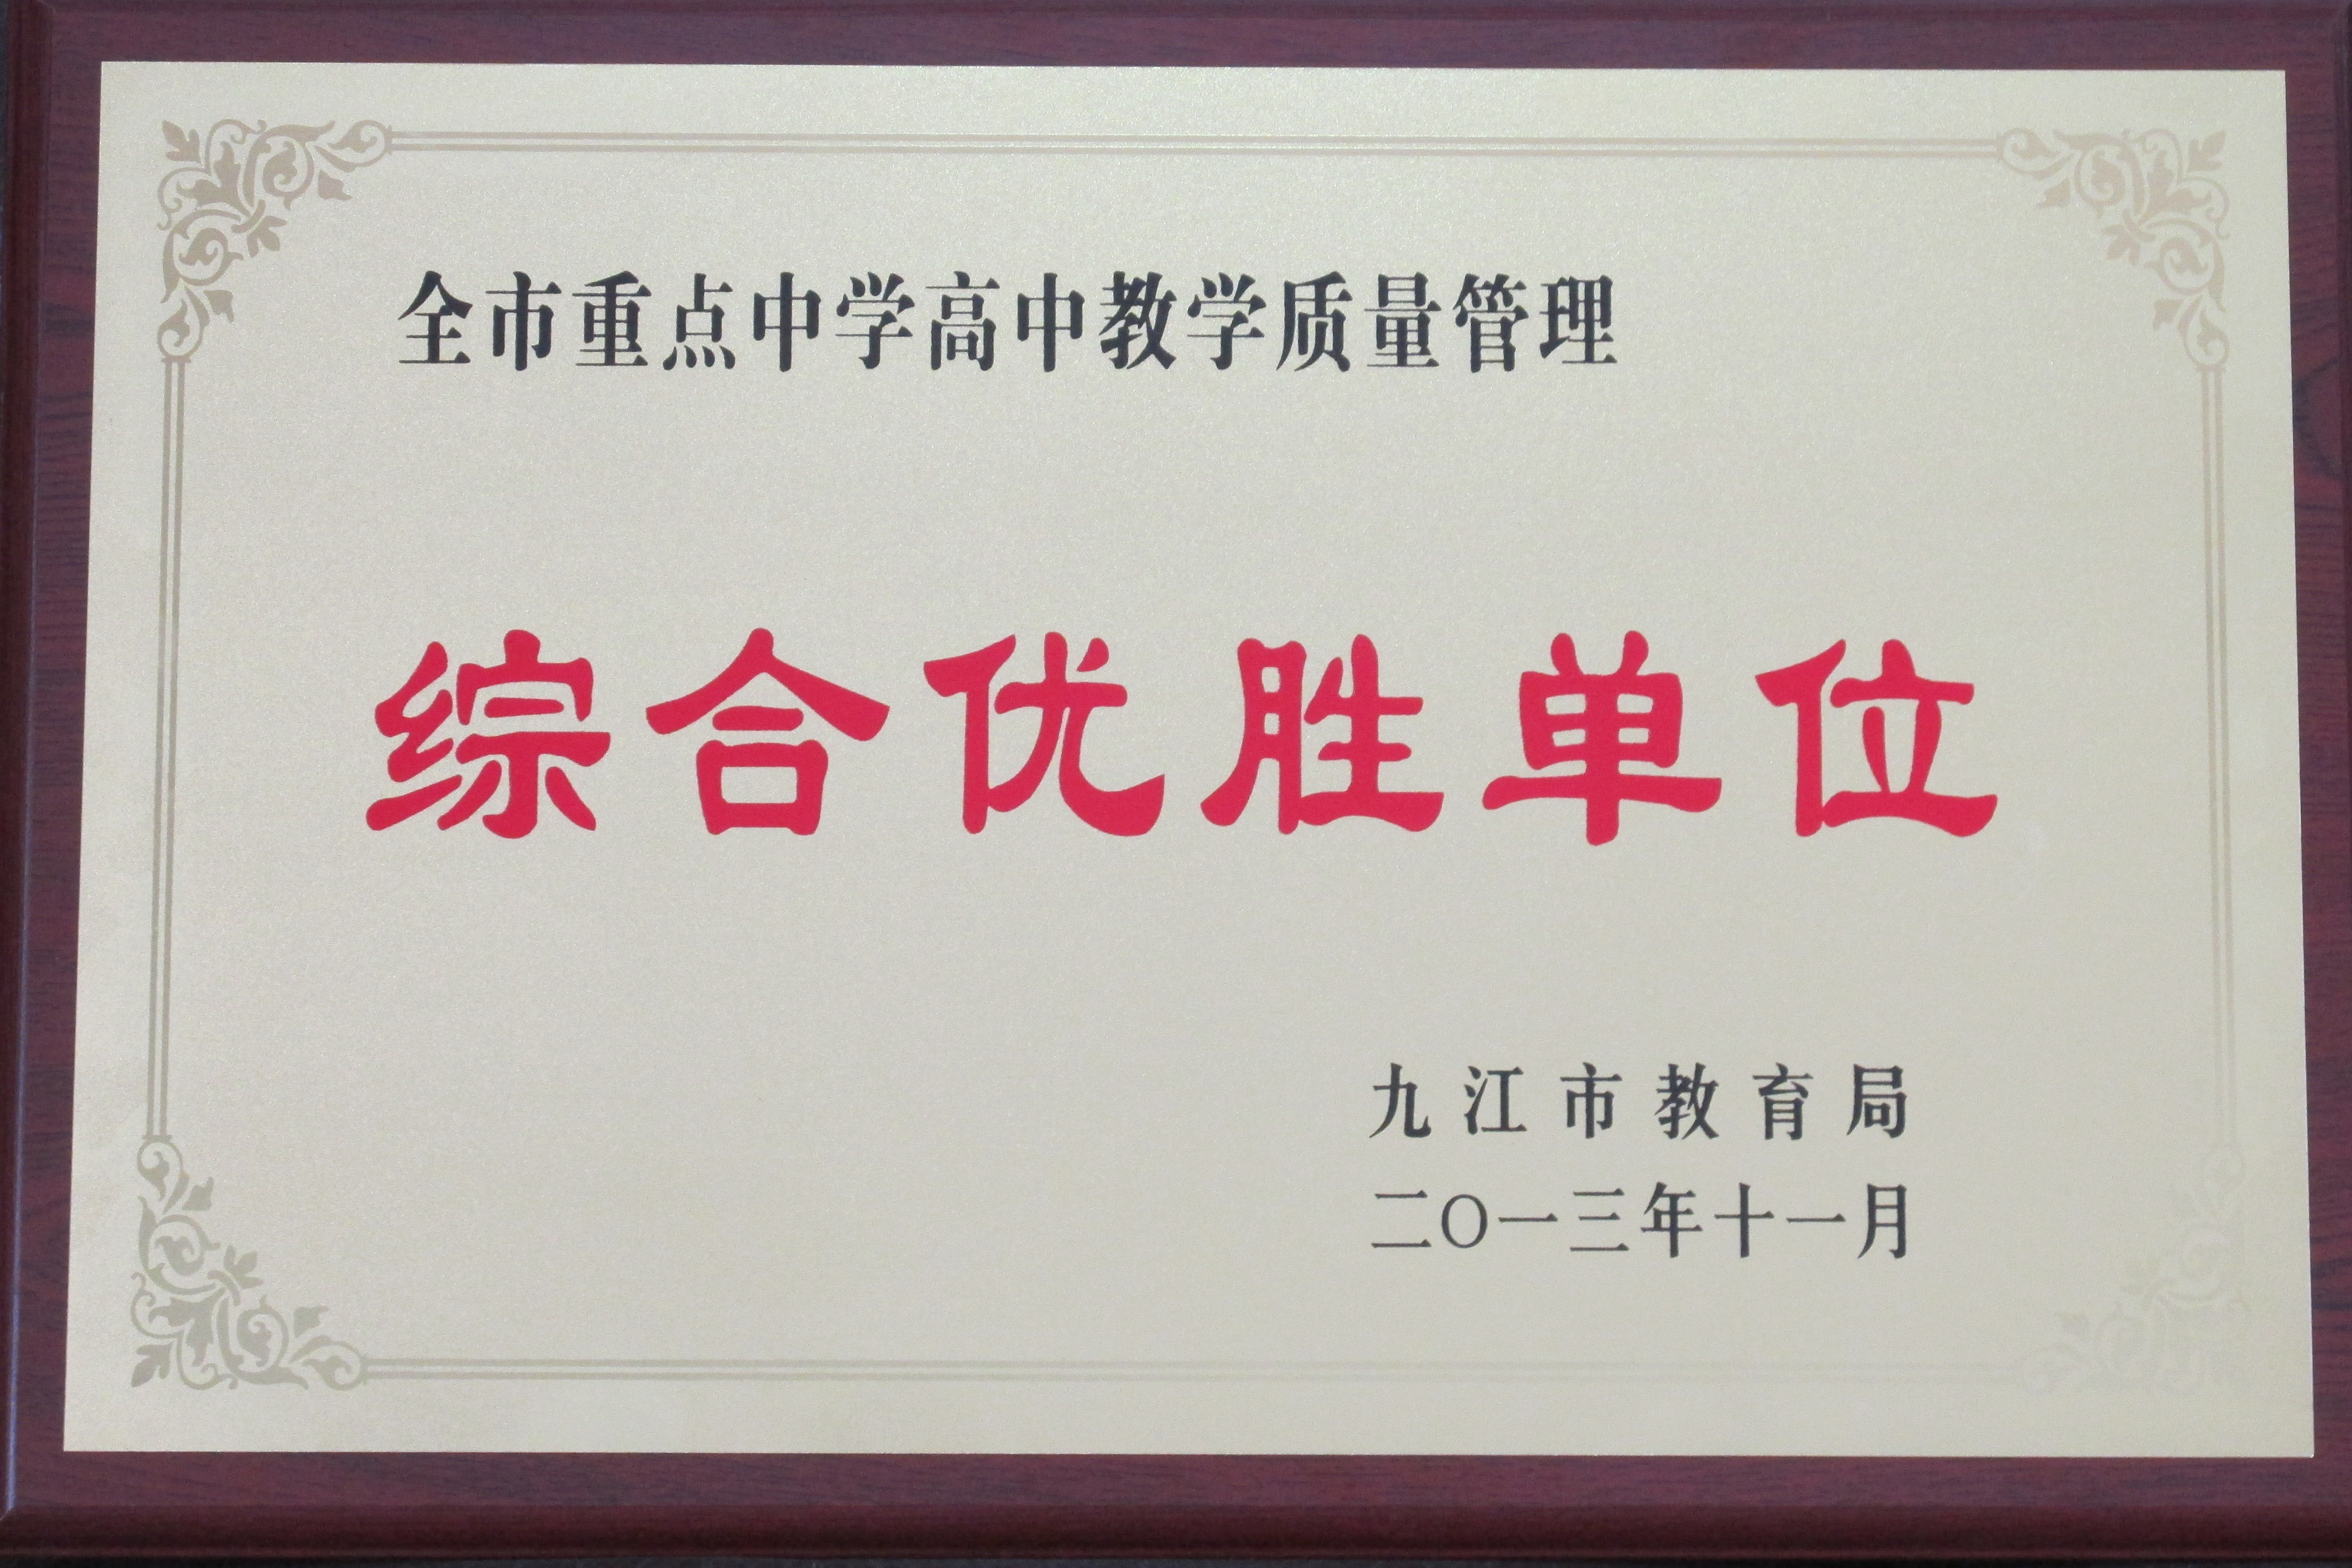 全市重点中学高中教学质量管理
综合优胜单位
九江市教育局
二〇一三年十一月